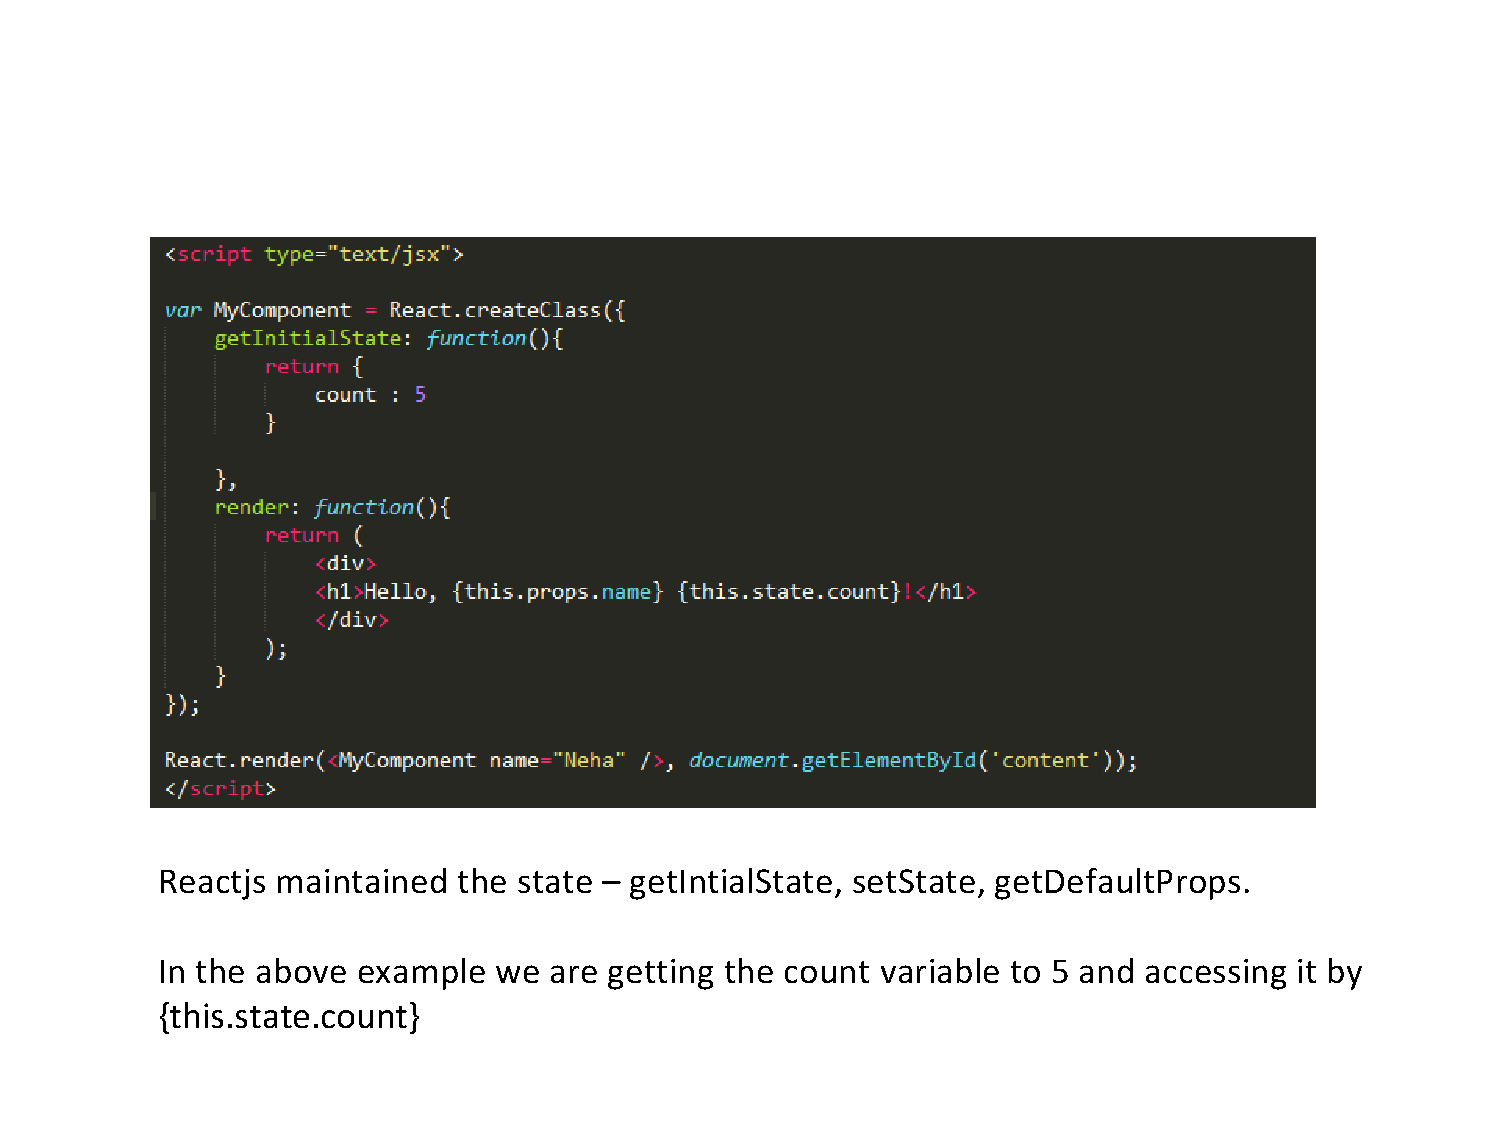 <script type="text/jsx">
var MyComponent = React.createClass({
getInitialState: function(){
return {
count : 5
}
},
render: function(){
return (
<div>
<h1>Hello, {this.props.name} {this.state.count}!</h1>
</div>
);
}
});
React.render(<MyComponent name="Neha" />, document.getElementById('content'));
</script>
Reactjs maintained the state – getIntialState, setState, getDefaultProps.
In the above example we are getting the count variable to 5 and accessing it by
{this.state.count}